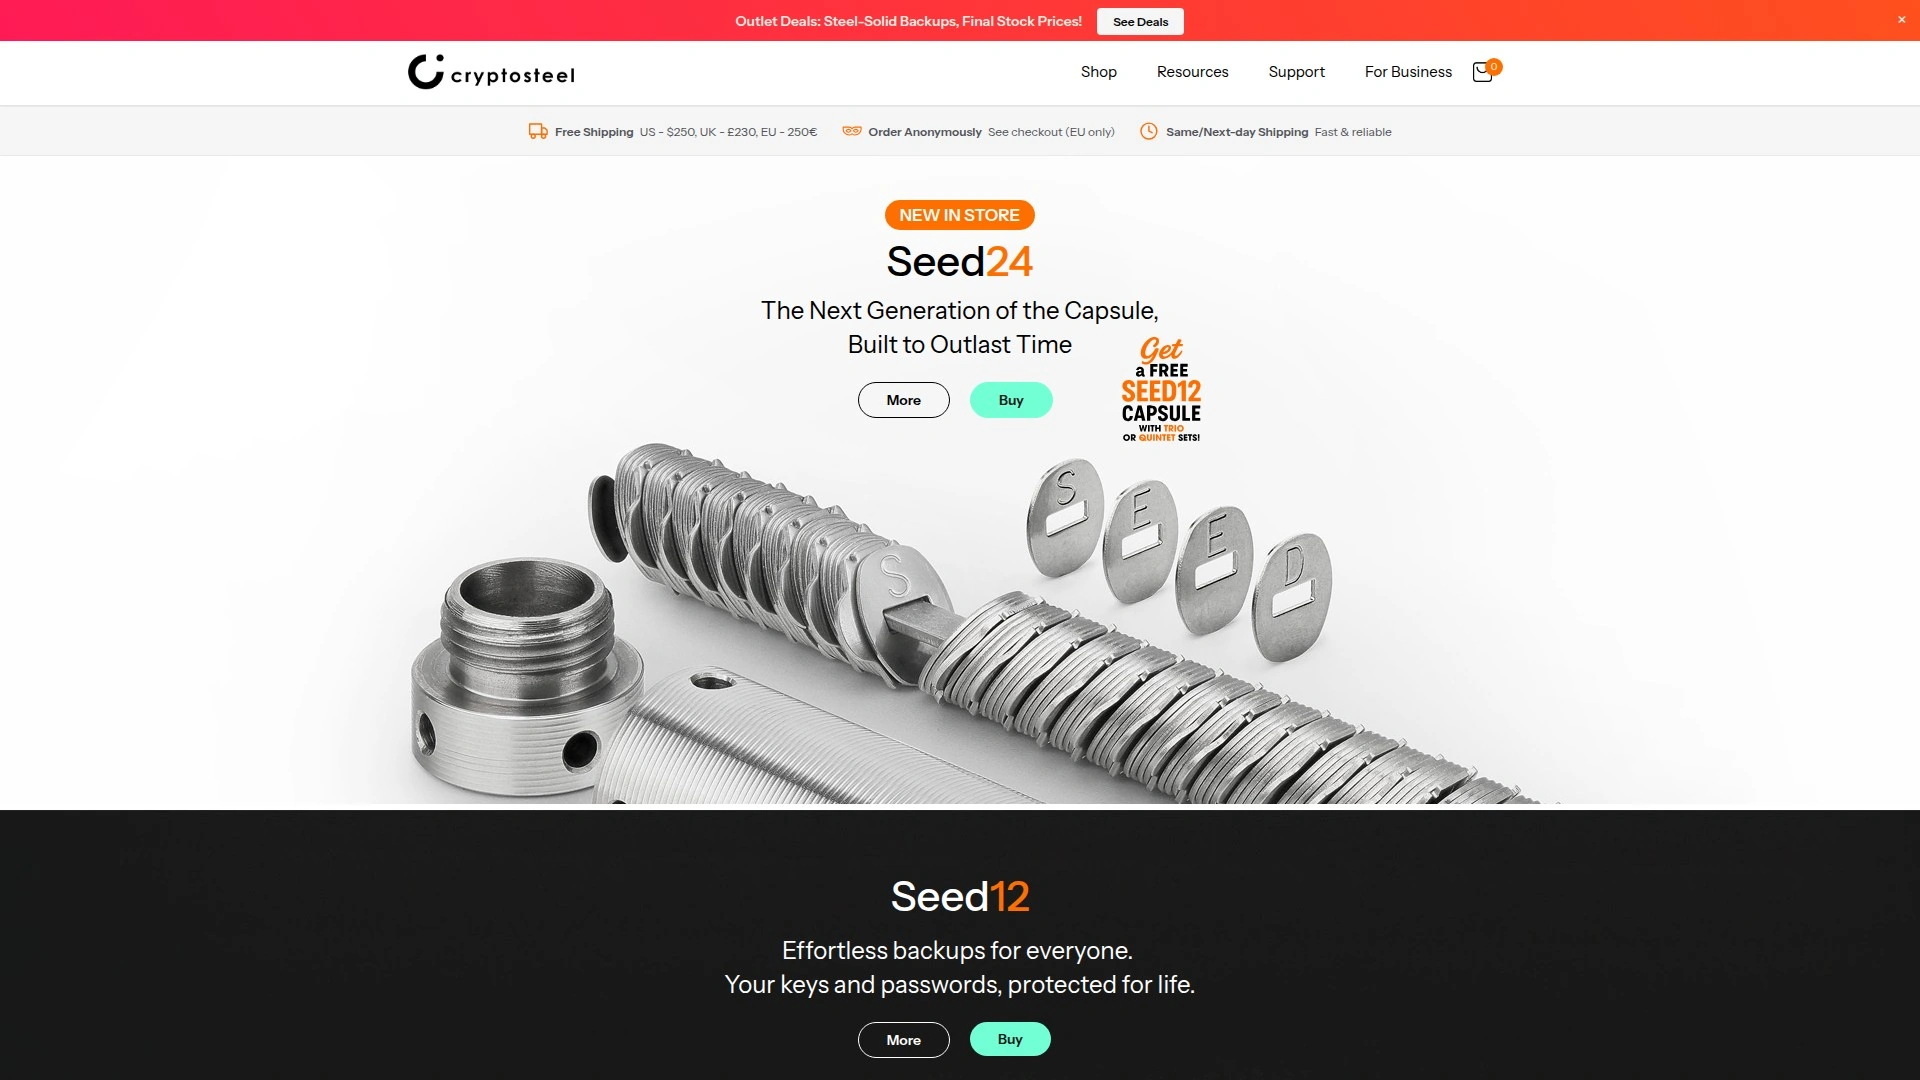 Outlet Deals: Steel-Solid Backups, Final Stock Prices!
See Deals
×
cryptosteel
Shop
Resources
Support
For Business
0
Free Shipping US - $250, UK - £230, EU - 250€
Order Anonymously See checkout (EU only)
Same/Next-day Shipping Fast & reliable
NEW IN STORE
Seed24
The Next Generation of the Capsule,
Built to Outlast Time
More
Buy
Get
a FREE
SEED12
CAPSULE
WITH TRIO
OR QUINTET SETS!
S
E
E
D
S
Seed12
Effortless backups for everyone.
Your keys and passwords, protected for life.
More
Buy